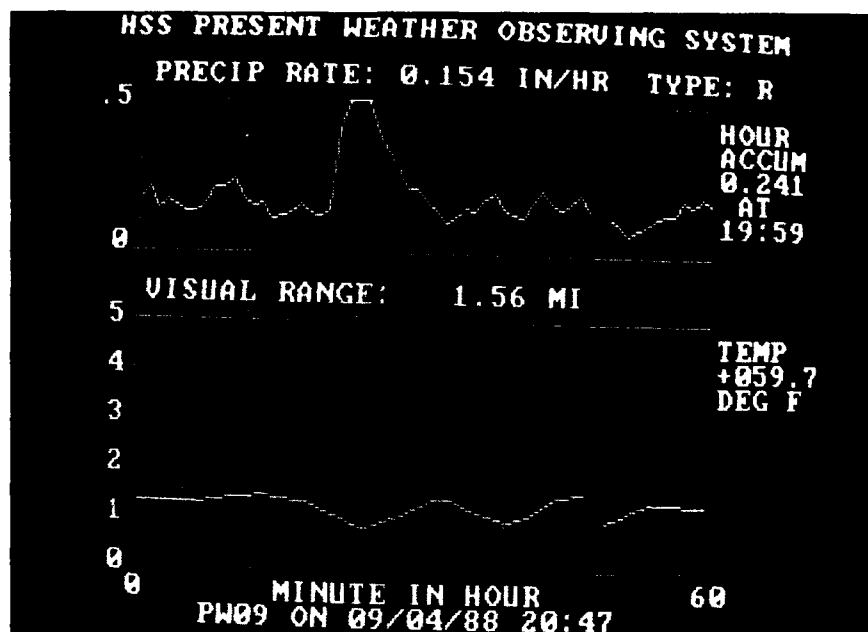 HSS PRESENT WEATHER OBSERVING SYSTEM
PRECIP RATE: 0.154 IN/HR TYPE: R
.5
0
HOUR
ACCUM
0.241
AT
19:59
VISUAL RANGE: 1.56 MI
5
4
3
2
1
0
TEMP
+059.7
DEG F
0
60
MINUTE IN HOUR
PW09 ON 09/04/88 20:47